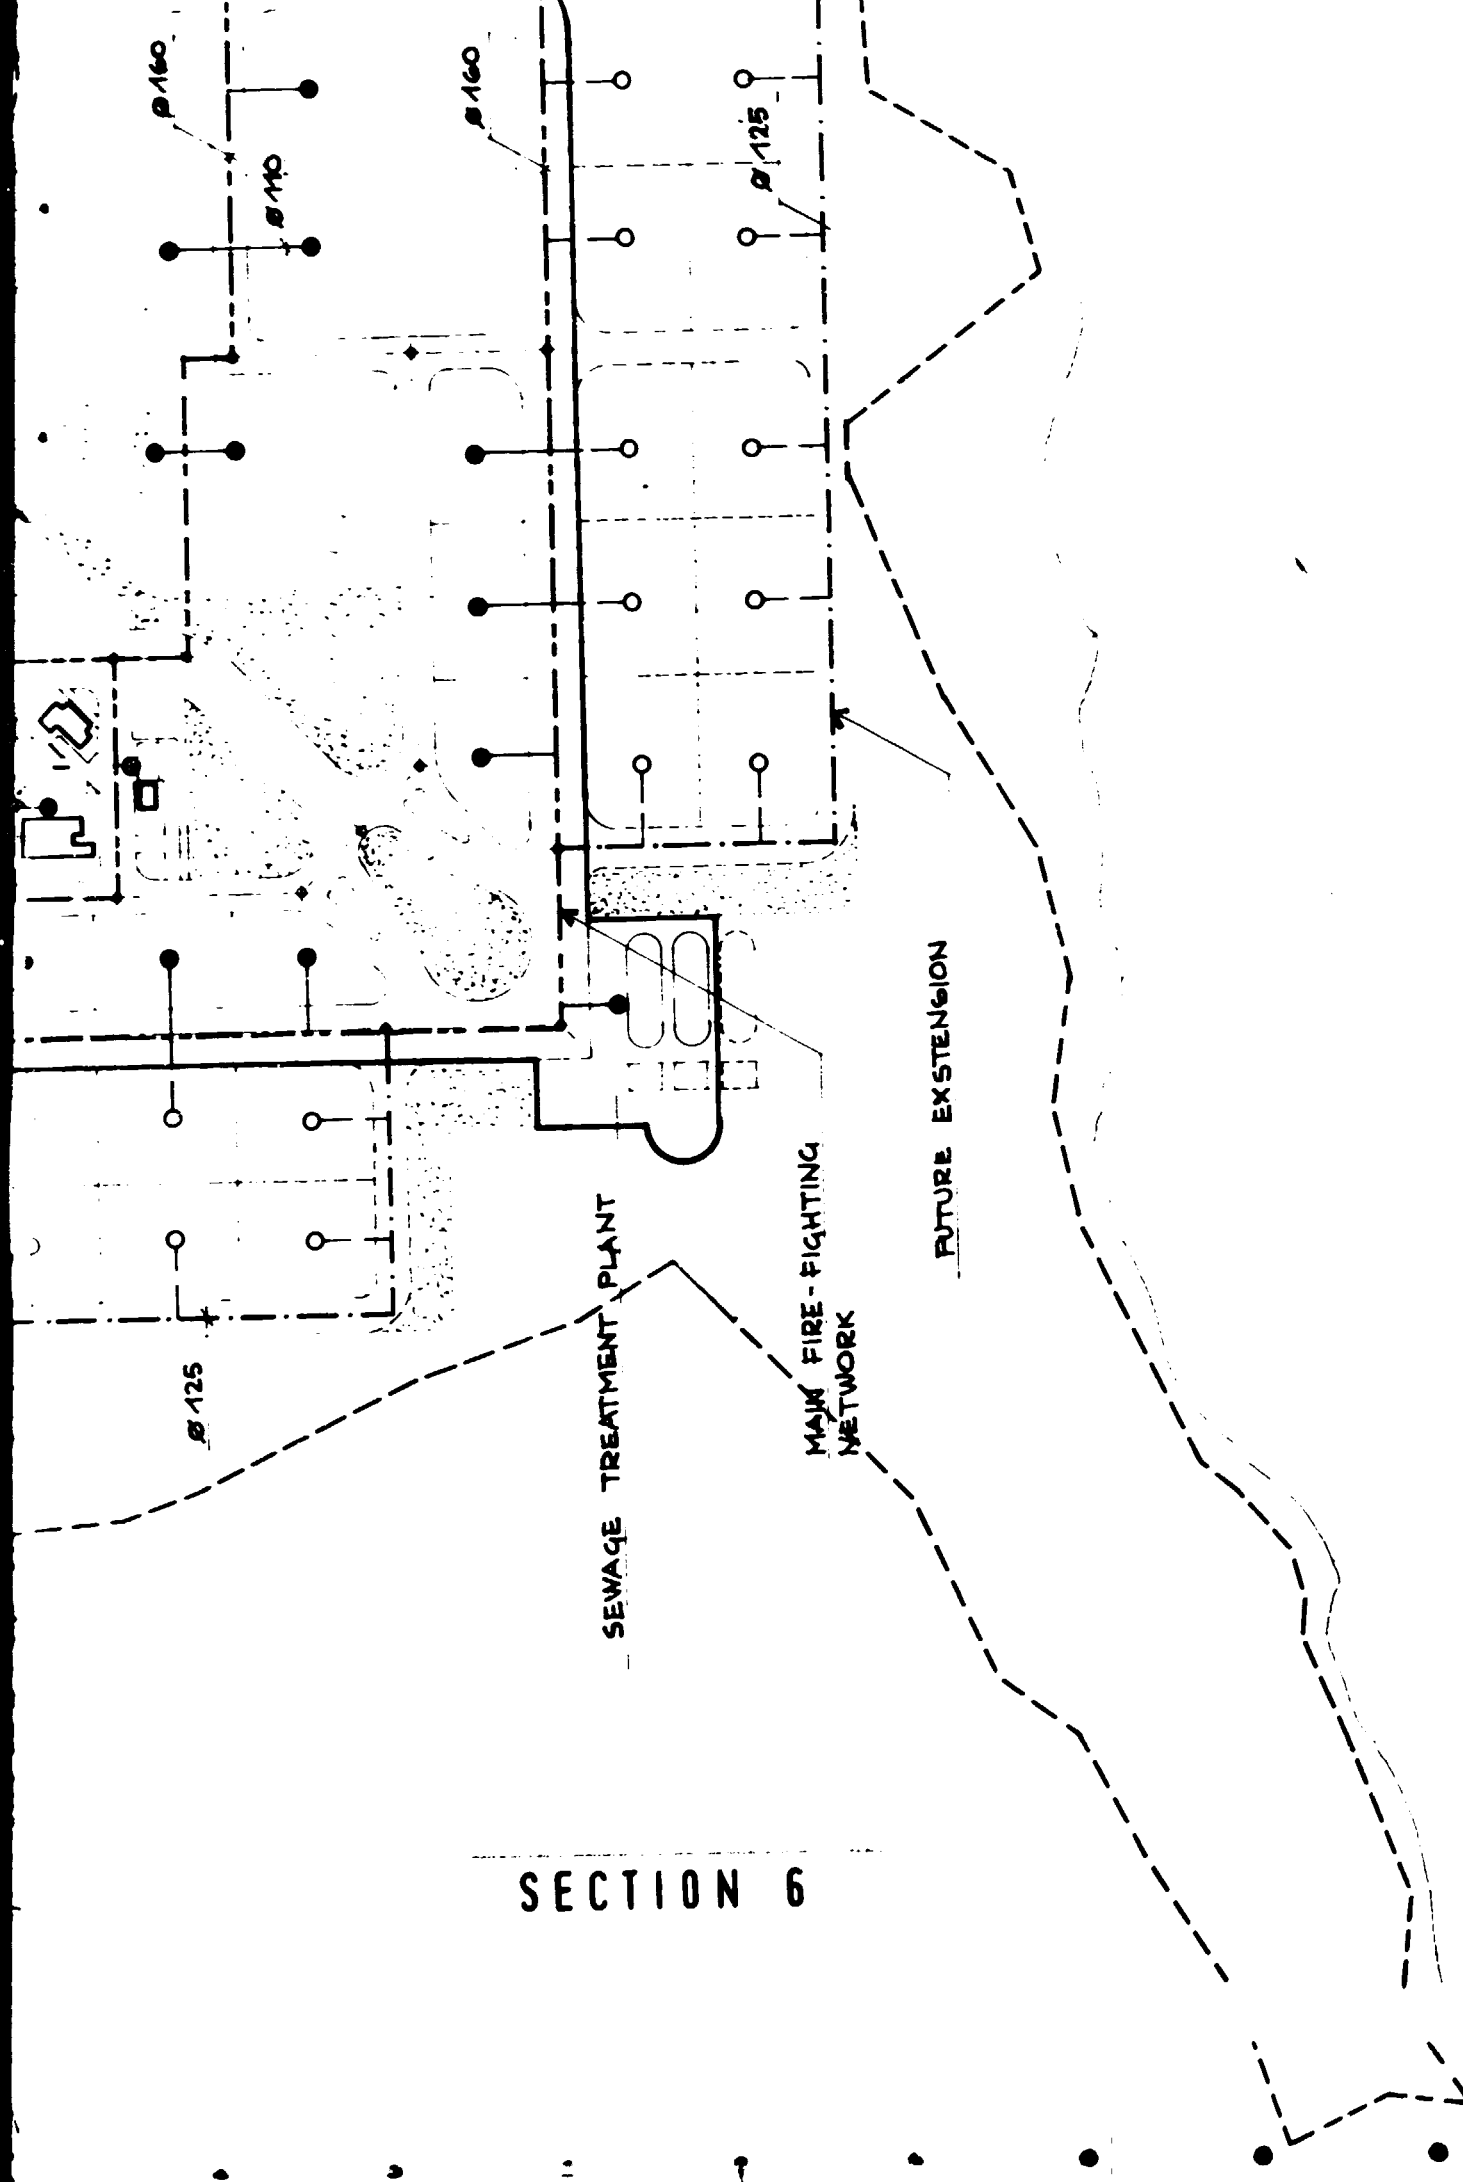 ø160
ø160
ø110
ø125
ø125
SEWAGE TREATMENT PLANT
MAIN FIRE-FIGHTING
NETWORK
FUTURE EXSTENSION
SECTION 6